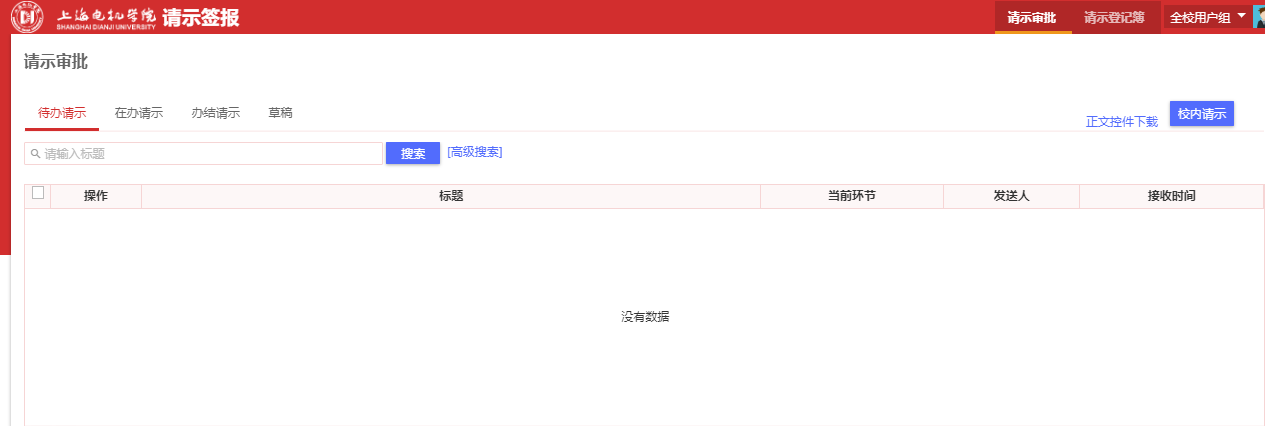 上海电机学院 请示签报 请示审批 请示登记簿 全校用户组
SHANGHAI DIANJI UNIVERSITY
请示审批
待办请示 在办请示 办结请示 草稿 正文控件下载 校内请示
请输入标题 搜索 [高级搜索]
操作 标题 当前环节 发送人 接收时间
没有数据